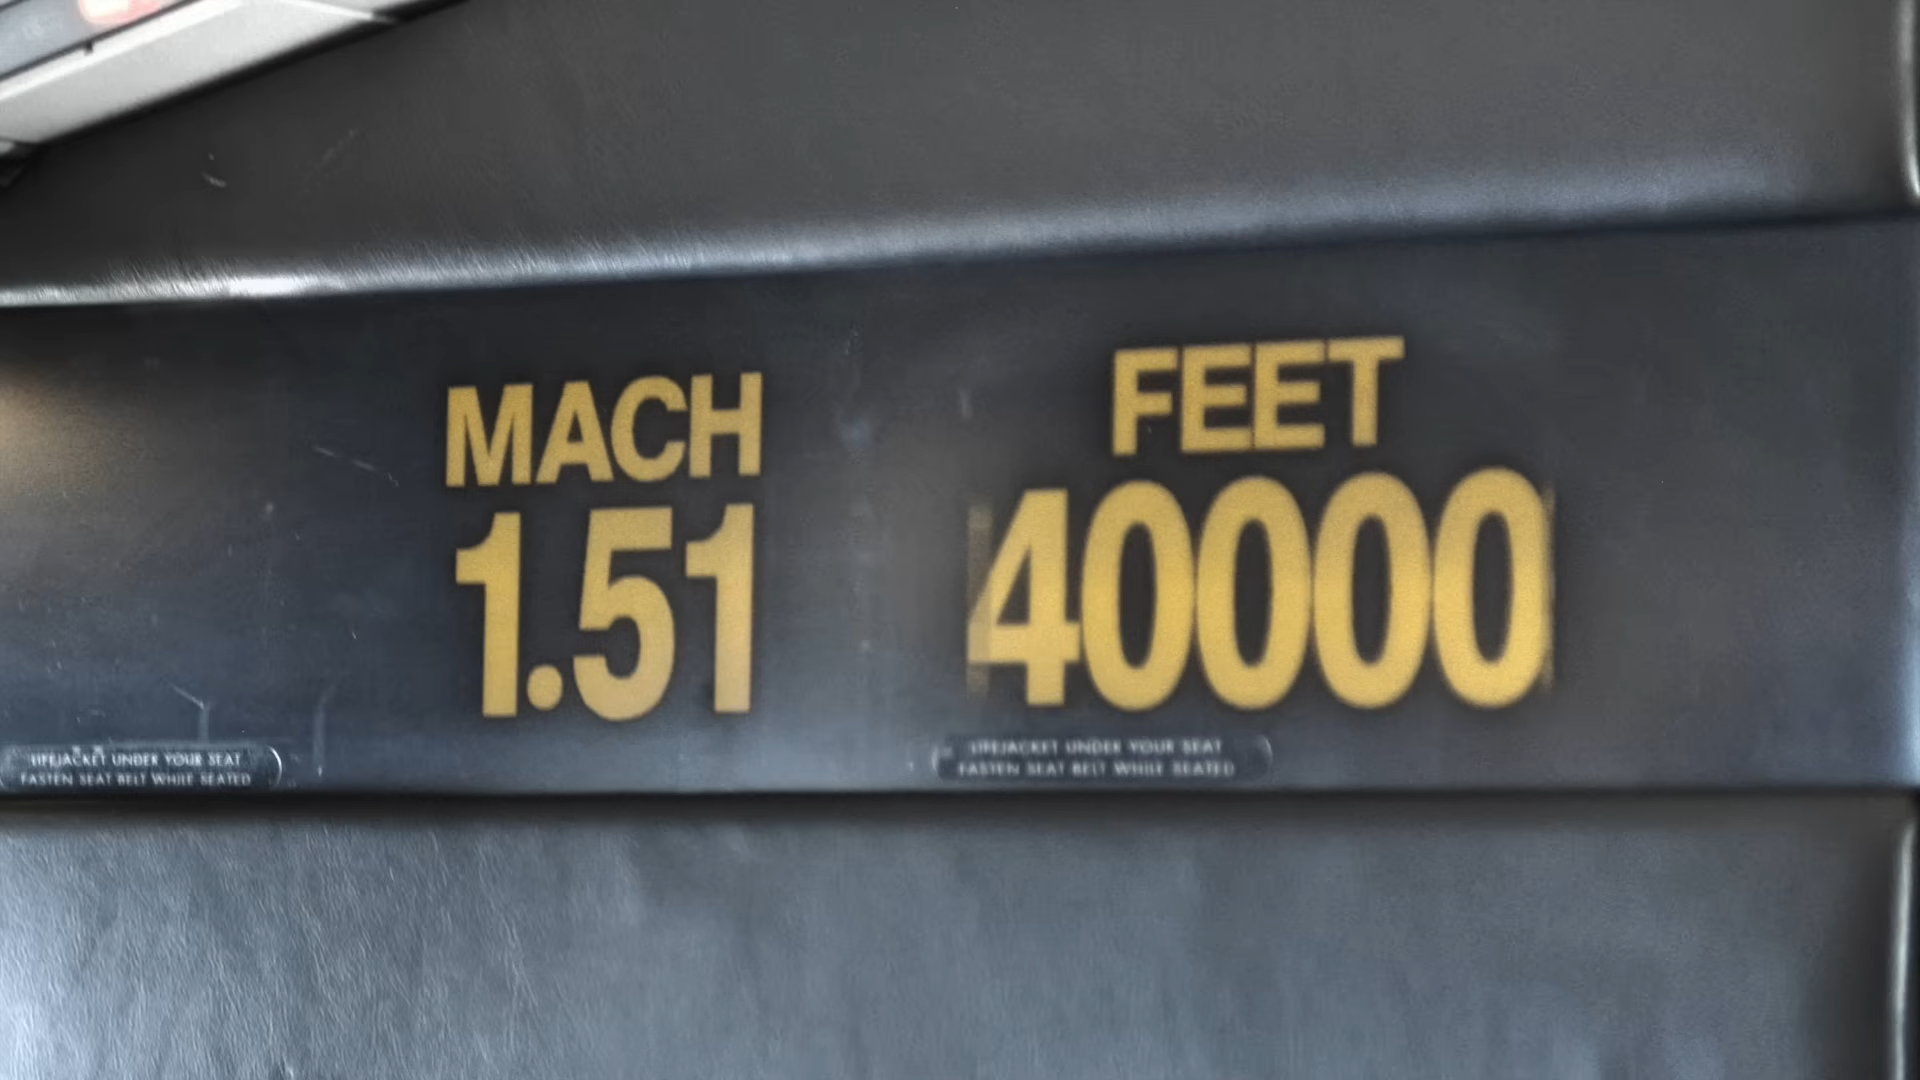 MACH
1.51
FEET
40000
LIFEJACKET UNDER YOUR SEAT
FASTEN SEAT BELT WHILE SEATED
LIFEJACKET UNDER YOUR SEAT
FASTEN SEAT BELT WHILE SEATED